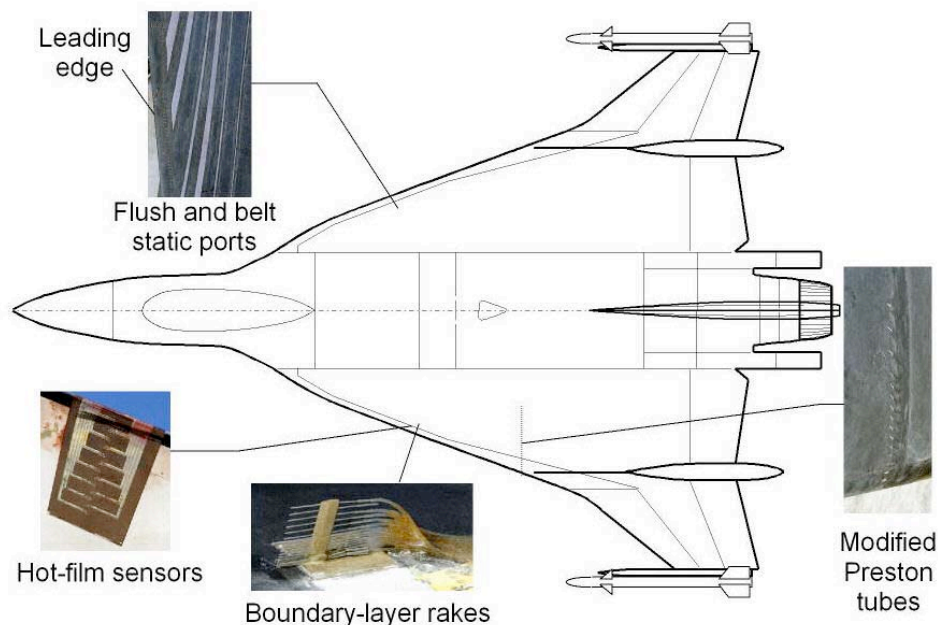 Leading
edge
Flush and belt
static ports
Hot-film sensors
Boundary-layer rakes
Modified
Preston
tubes